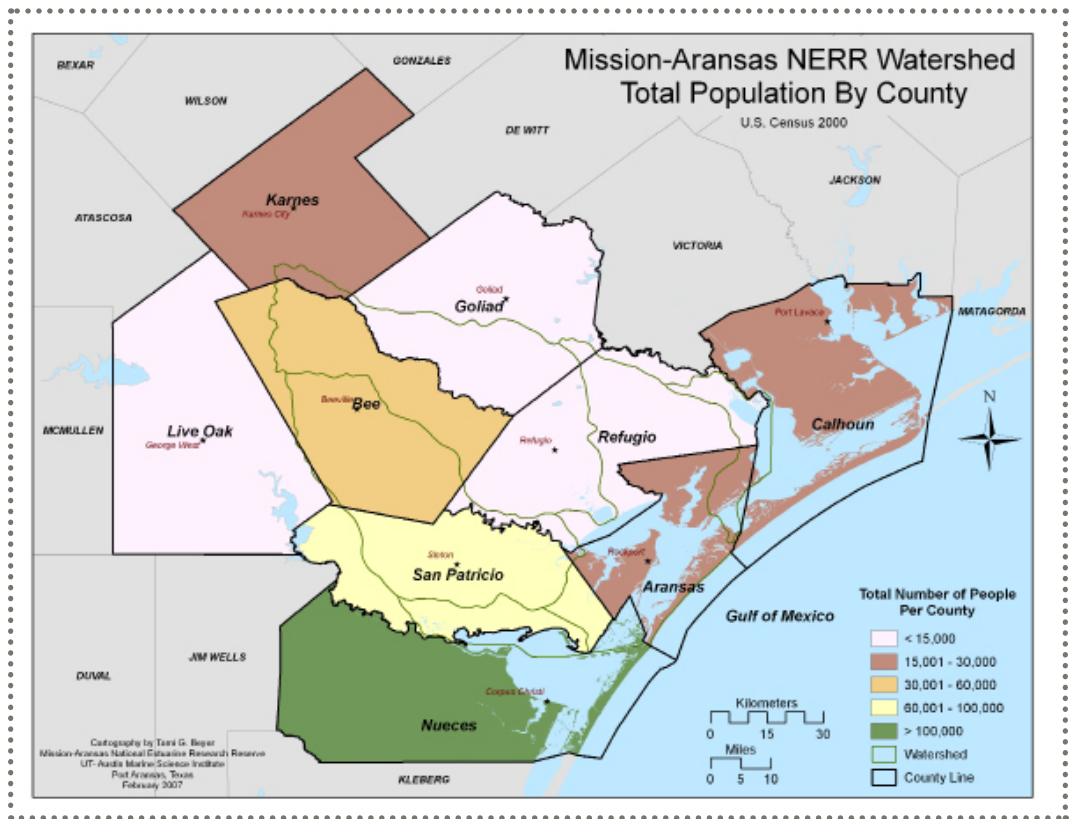 Mission-Aransas NERR Watershed
Total Population By County
U.S. Census 2000
BEXAR
GONZALES
WILSON
DE WITT
JACKSON
Karnes
Karnes City
ATASCOSA
VICTORIA
Goliad
Goliad
MATAGORDA
Port Lavaca
N
Beeville
Bee
MCMULLEN
Live Oak
George West
Refugio
Refugio
Calhoun
Sinton
San Patricio
Rockport
Aransas
Gulf of Mexico
JIM WELLS
DUVAL
Corpus Christi
Nueces
KLEBERG
Total Number of People
Per County
< 15,000
15,001 - 30,000
30,001 - 60,000
60,001 - 100,000
> 100,000
Watershed
County Line
Kilometers
0 15 30
Miles
0 5 10
Cartography by Tami G. Beyer
Mission-Aransas National Estuarine Research Reserve
UT- Austin Marine Science Institute
Port Aransas, Texas
February 2007